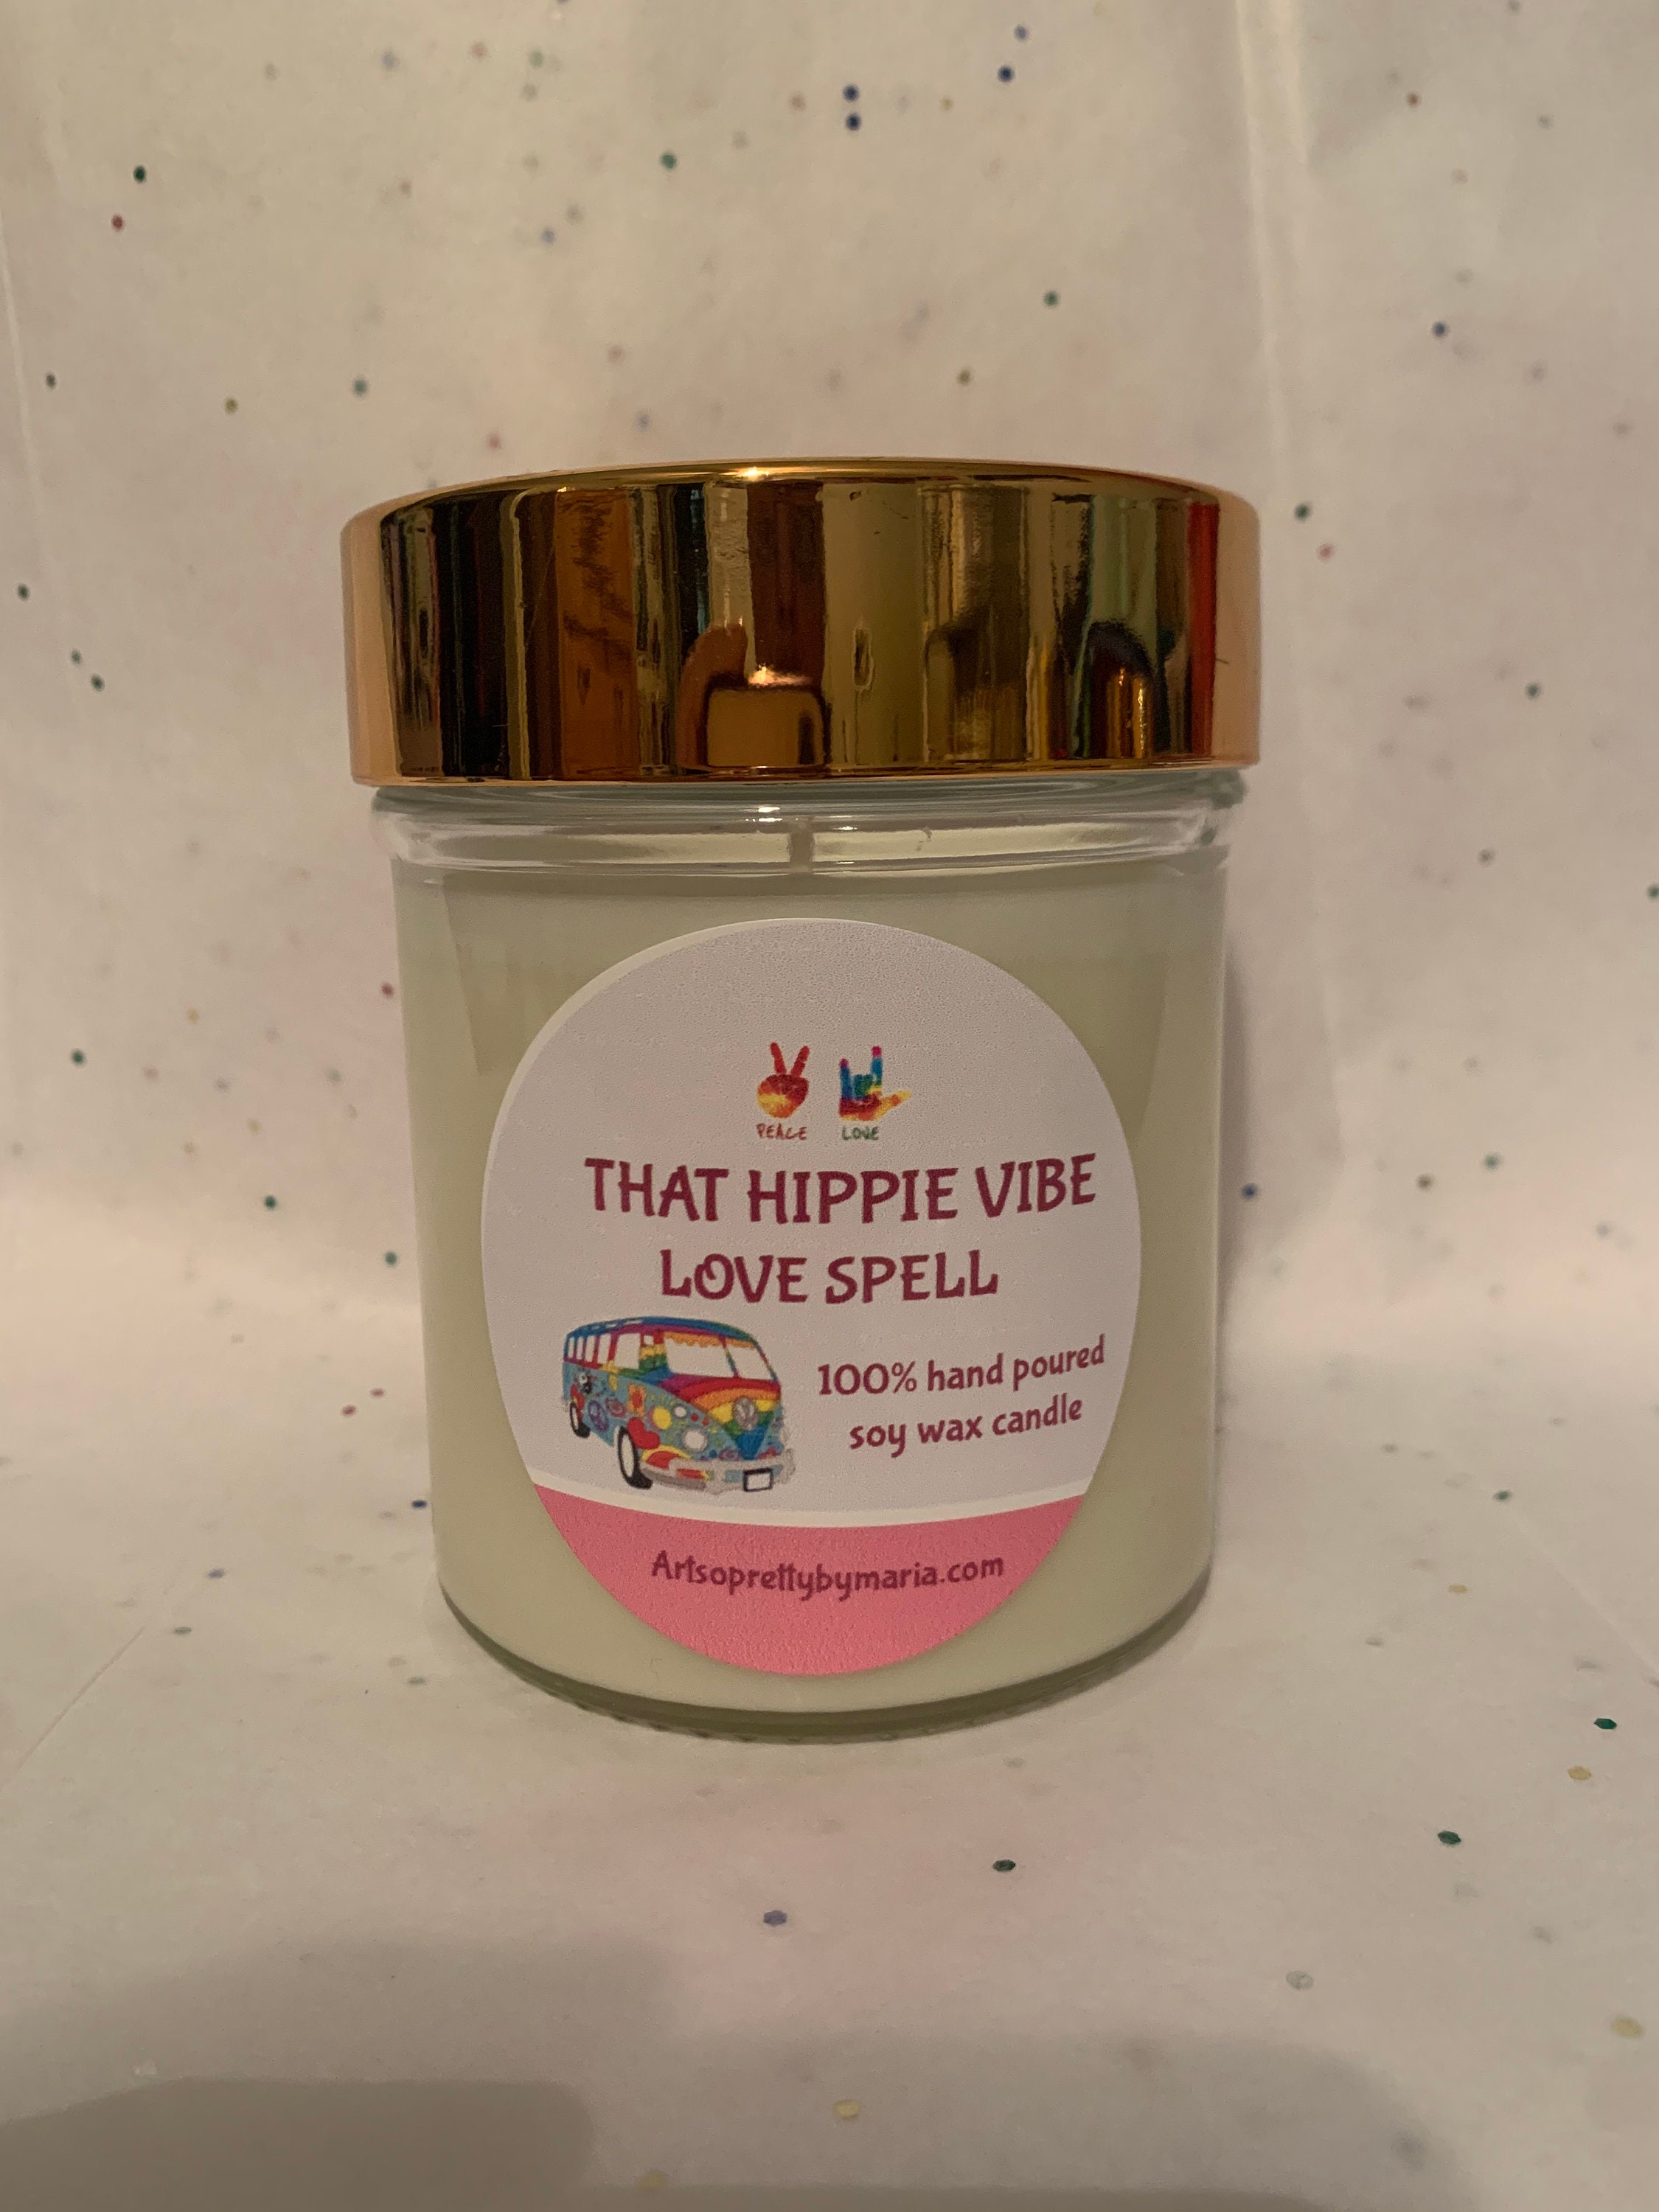 PEACE LOVE
THAT HIPPIE VIBE
LOVE SPELL
100% hand poured
soy wax candle
Artsoprettybymaria.com